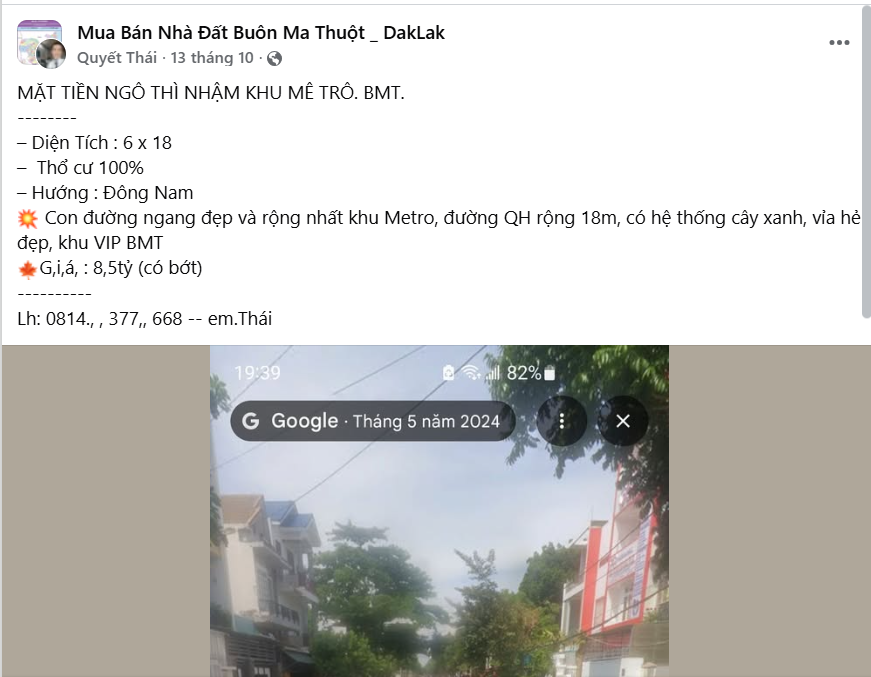 Mua Bán Nhà Đất Buôn Ma Thuột _ DakLak
Quyết Thái · 13 tháng 10 ·
MẶT TIỀN NGÔ THÌ NHẬM KHU MÊ TRÔ. BMT.
--------
– Diện Tích : 6 x 18
– Thổ cư 100%
– Hướng : Đông Nam
💥 Con đường ngang đẹp và rộng nhất khu Metro, đường QH rộng 18m, có hệ thống cây xanh, vỉa hẻ
đẹp, khu VIP BMT
🍁G,i,á, : 8,5tỷ (có bớt)
----------
Lh: 0814., , 377,, 668 -- em.Thái
19:39
82%
G Google · Tháng 5 năm 2024